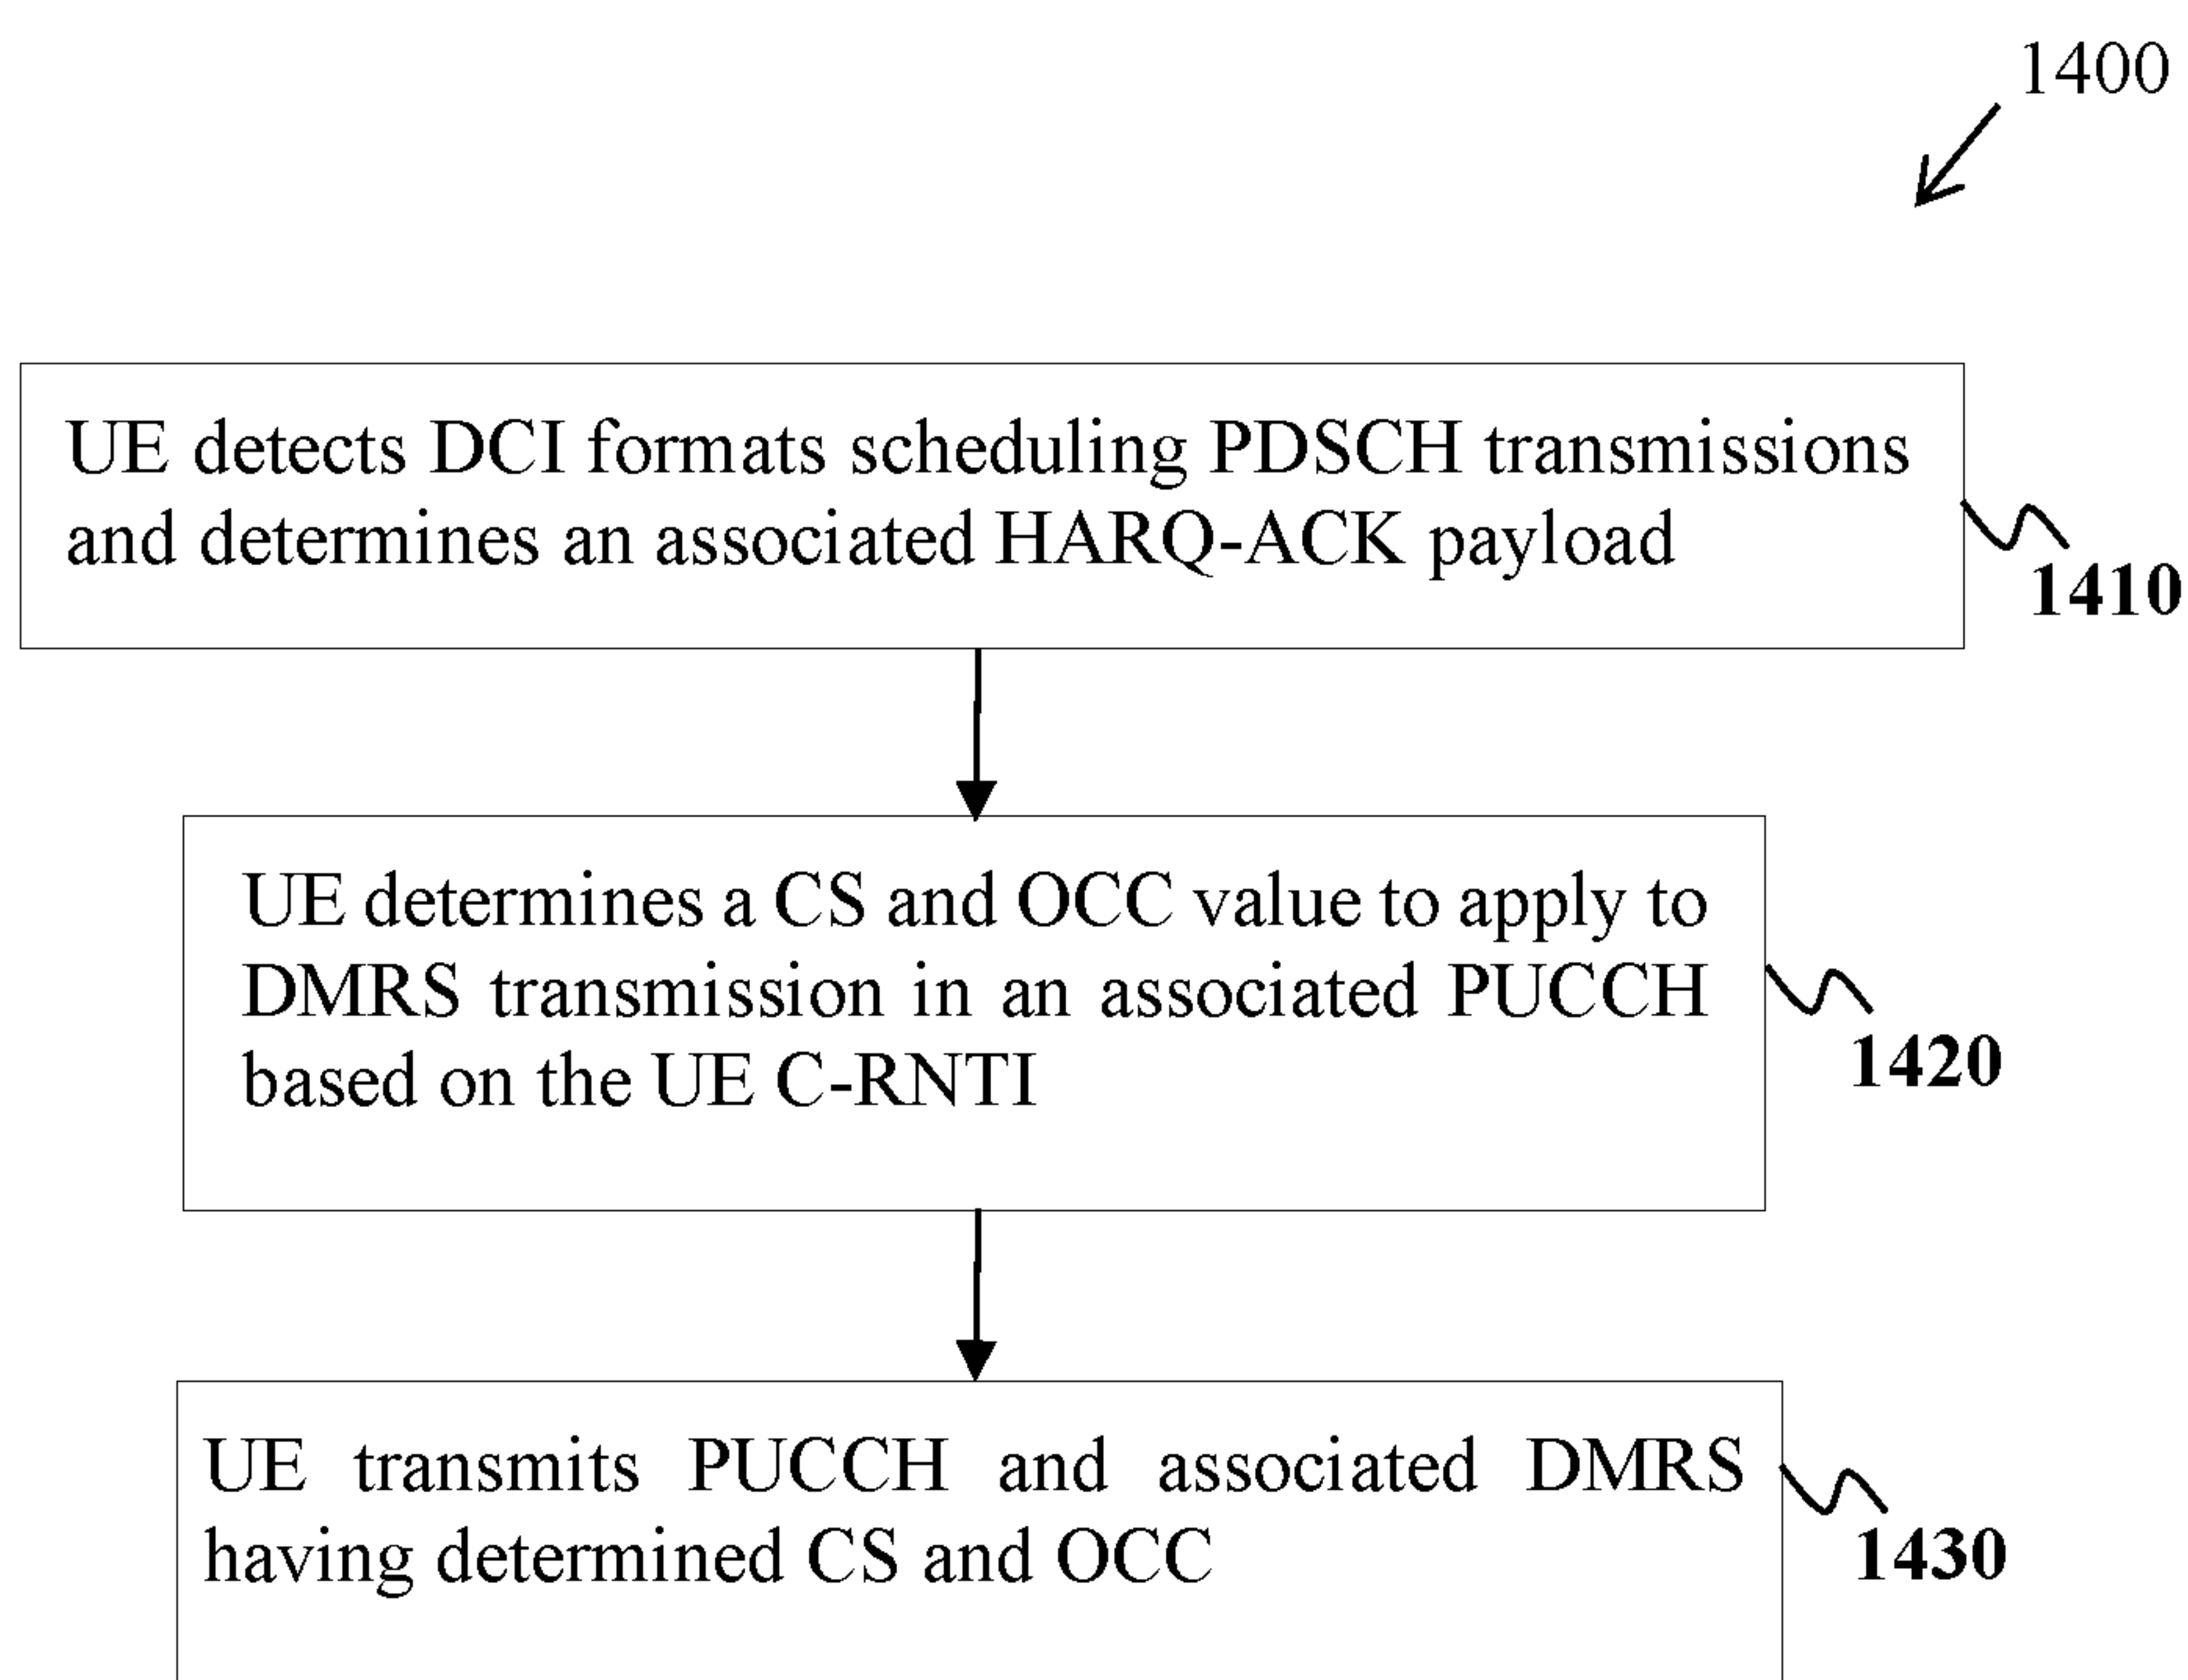 1400
UE detects DCI formats scheduling PDSCH transmissions
and determines an associated HARQ-ACK payload
1410
UE determines a CS and OCC value to apply to
DMRS transmission in an associated PUCCH
based on the UE C-RNTI
1420
UE transmits PUCCH and associated DMRS
having determined CS and OCC
1430